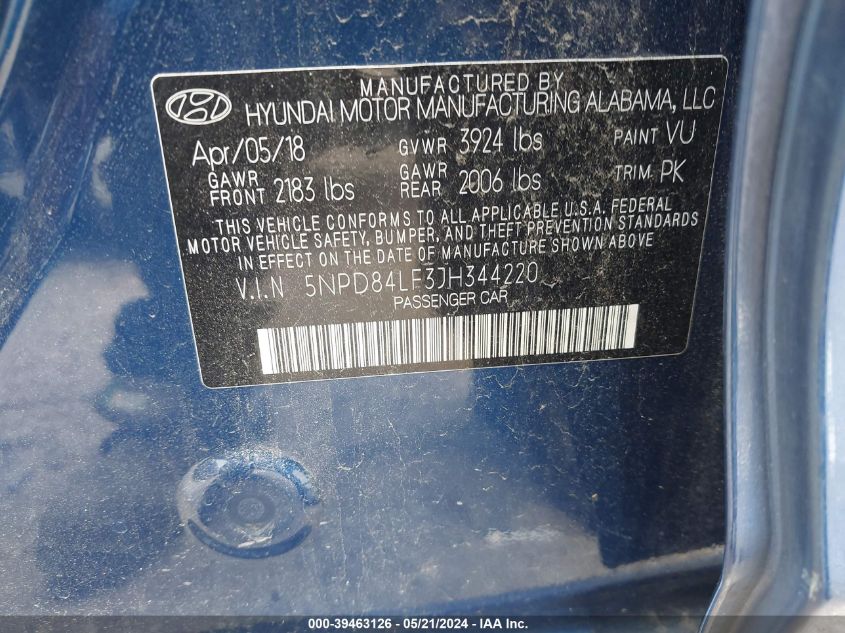 MANUFACTURED BY
HYUNDAI MOTOR MANUFACTURING ALABAMA, LLC
Apr/05/18 GVWR 3924 lbs PAINT VU
GAWR FRONT 2183 lbs GAWR REAR 2006 lbs TRIM PK
THIS VEHICLE CONFORMS TO ALL APPLICABLE U.S.A. FEDERAL
MOTOR VEHICLE SAFETY, BUMPER, AND THEFT PREVENTION STANDARDS
IN EFFECT ON THE DATE OF MANUFACTURE SHOWN ABOVE
V.I.N 5NPD84LF3JH344220
PASSENGER CAR
000-39463126 - 05/21/2024 - IAA Inc.